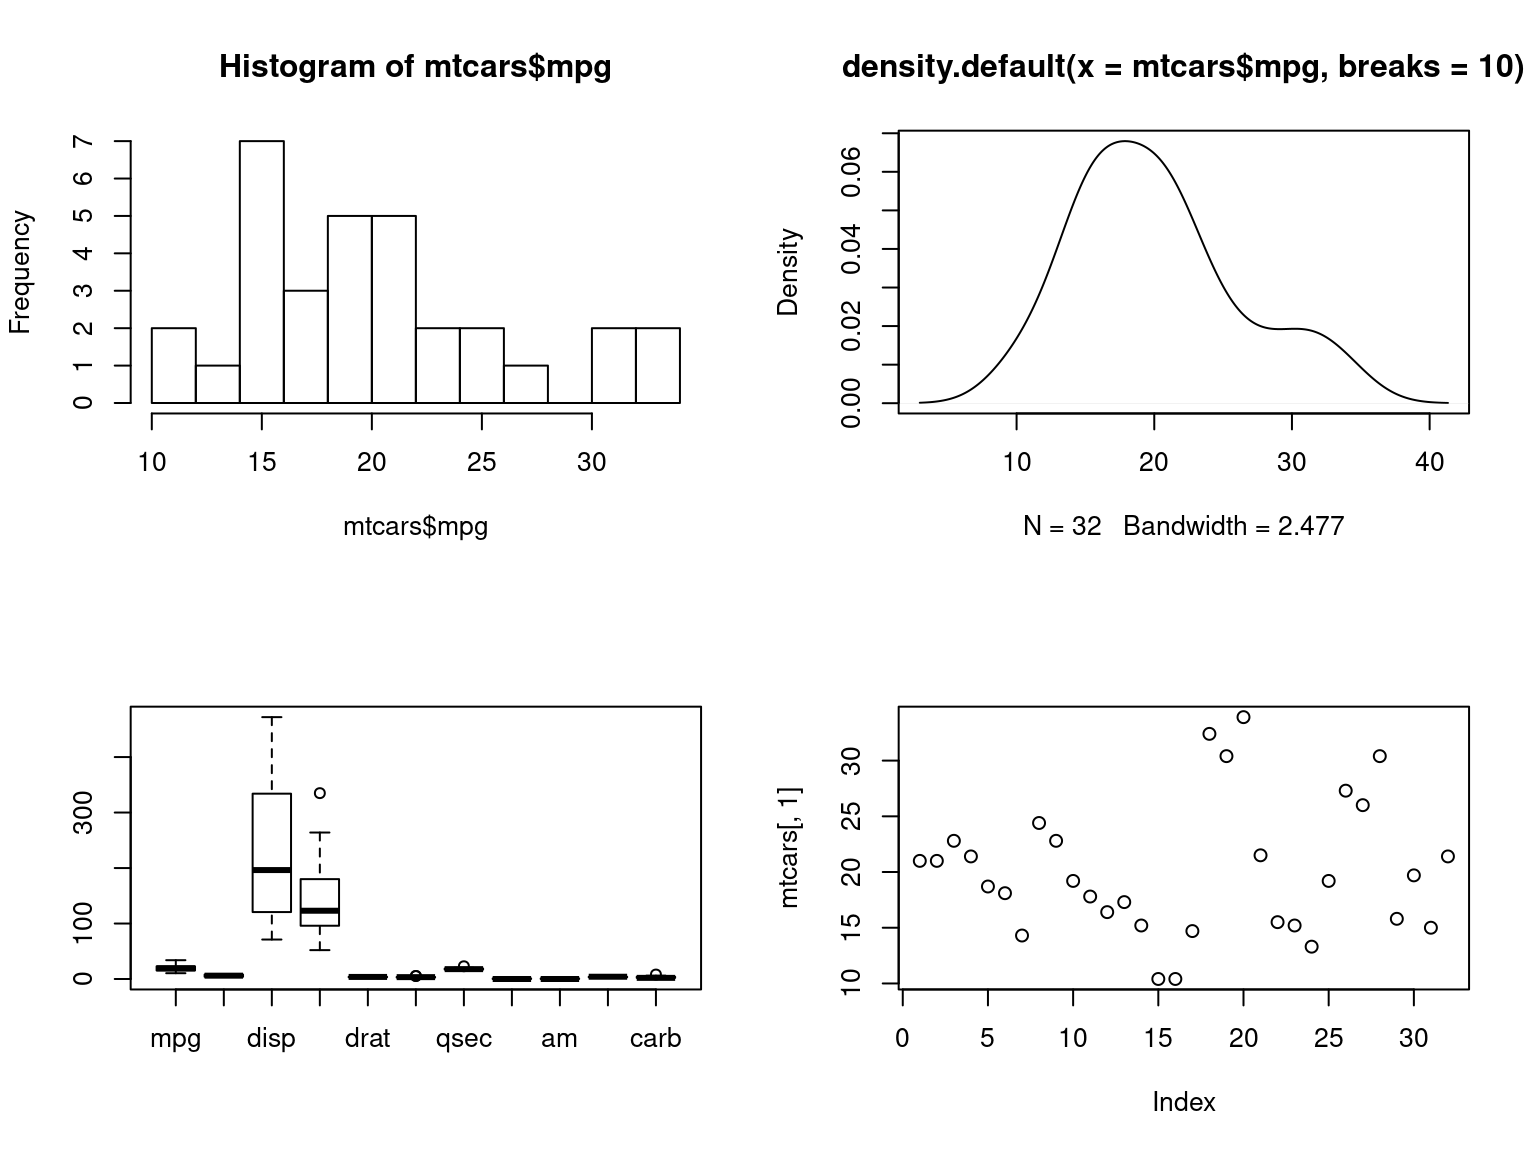 Histogram of mtcars$mpg
Frequency
7
6
5
4
3
2
1
0
10 15 20 25 30
mtcars$mpg
density.default(x = mtcars$mpg, breaks = 10)
Density
0.06
0.04
0.02
0.00
10 20 30 40
N = 32 Bandwidth = 2.477
300
100
0
mpg disp drat qsec am carb
mtcars[, 1]
30
25
20
15
10
0 5 10 15 20 25 30
Index